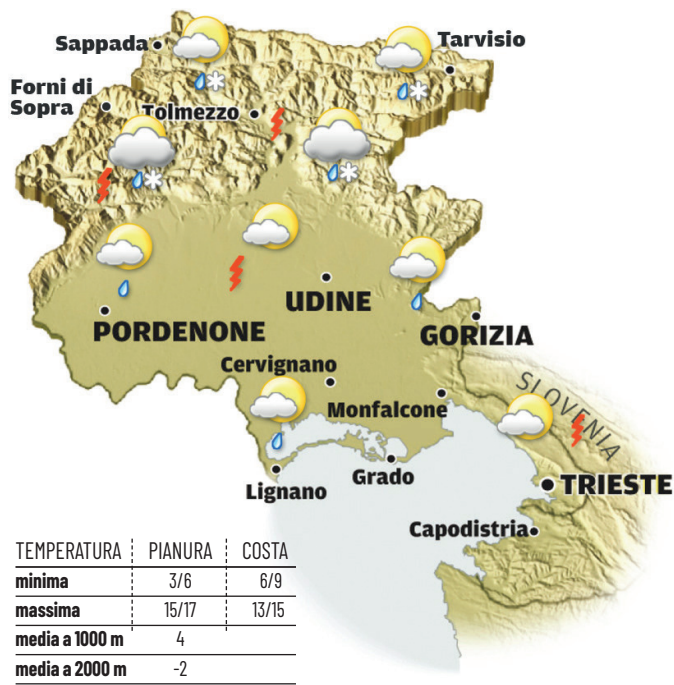 Sappada
Tarvisio
Forni di
Sopra
Tolmezzo
UDINE
PORDENONE
GORIZIA
Cervignano
SLOVENIA
Monfalcone
Grado
Lignano
TRIESTE
Capodistria
TEMPERATURA PIANURA COSTA
minima 3/6 6/9
massima 15/17 13/15
media a 1000 m 4
media a 2000 m -2